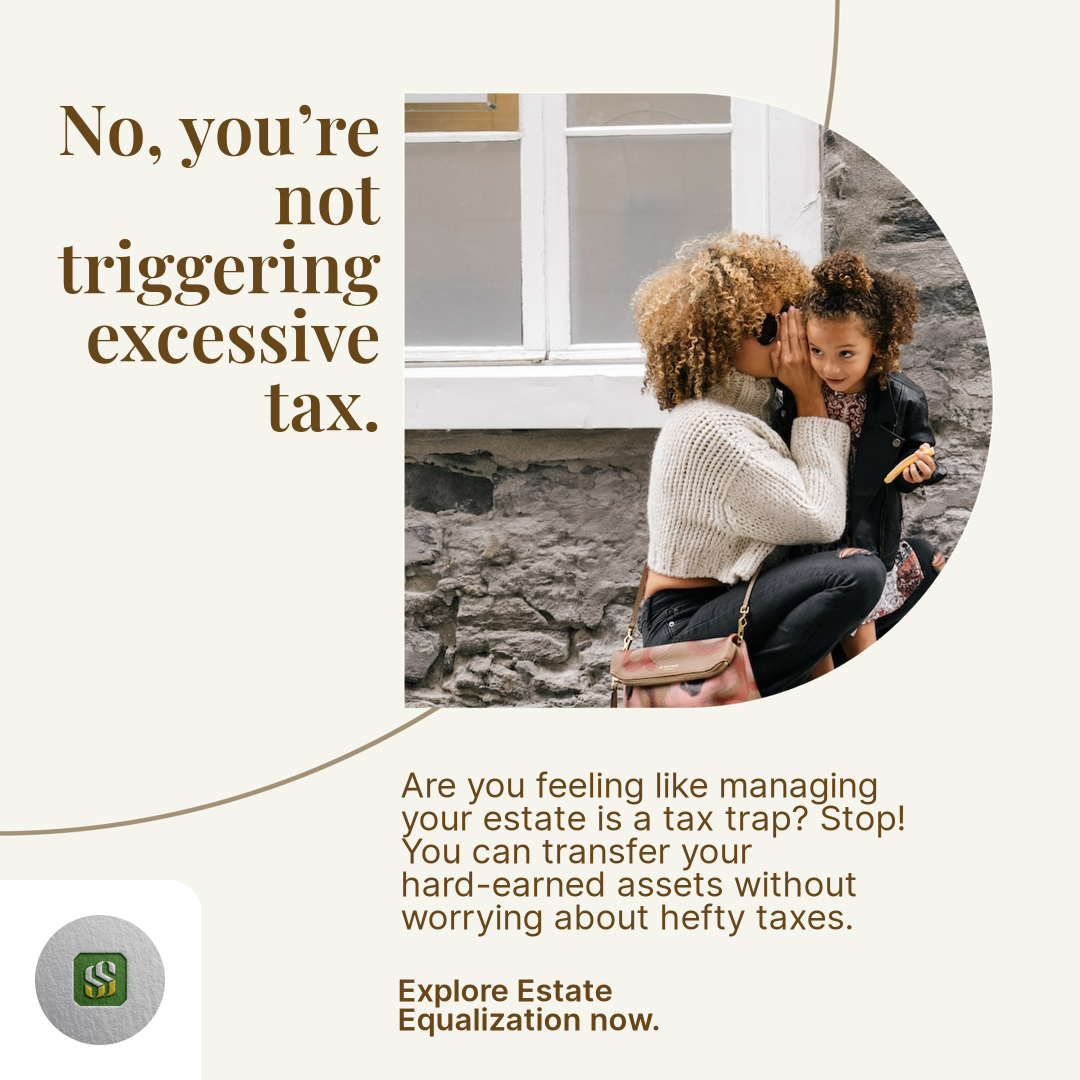 No, you’re
not
triggering
excessive
tax.
Are you feeling like managing
your estate is a tax trap? Stop!
You can transfer your
hard-earned assets without
worrying about hefty taxes.
Explore Estate
Equalization now.